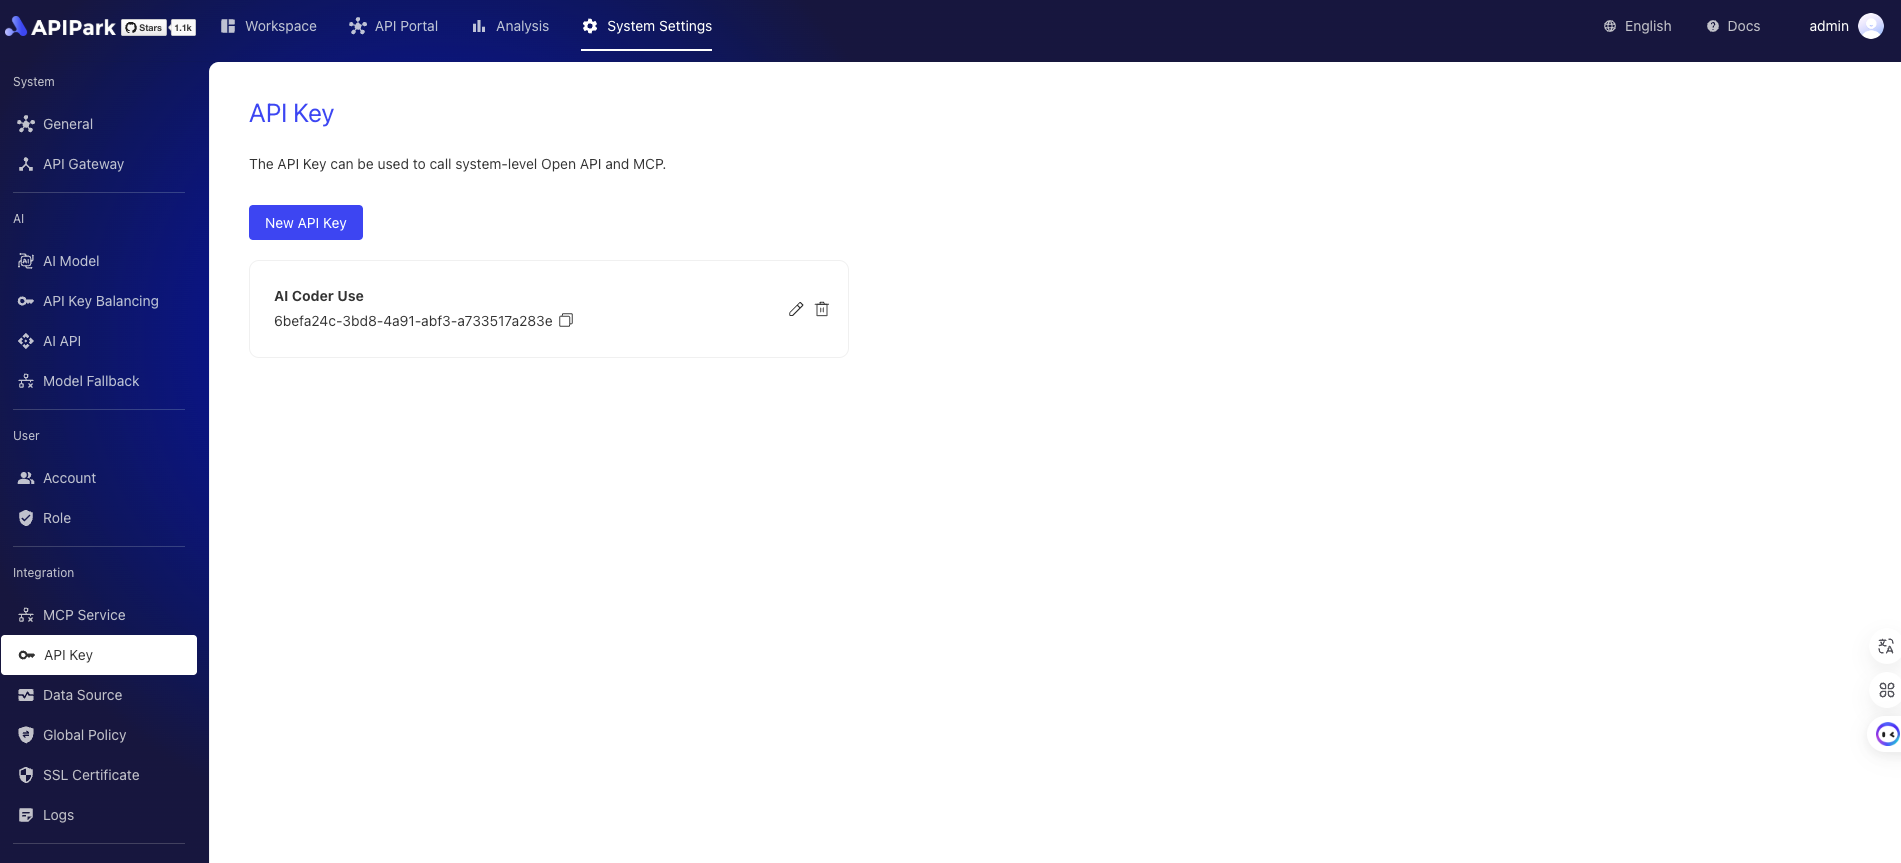 APIPark Stars 1.1k Workspace API Portal Analysis System Settings English Docs admin
System
General
API Gateway
AI
AI Model
API Key Balancing
AI API
Model Fallback
User
Account
Role
Integration
MCP Service
API Key
Data Source
Global Policy
SSL Certificate
Logs
API Key
The API Key can be used to call system-level Open API and MCP.
New API Key
AI Coder Use
6befa24c-3bd8-4a91-abf3-a733517a283e